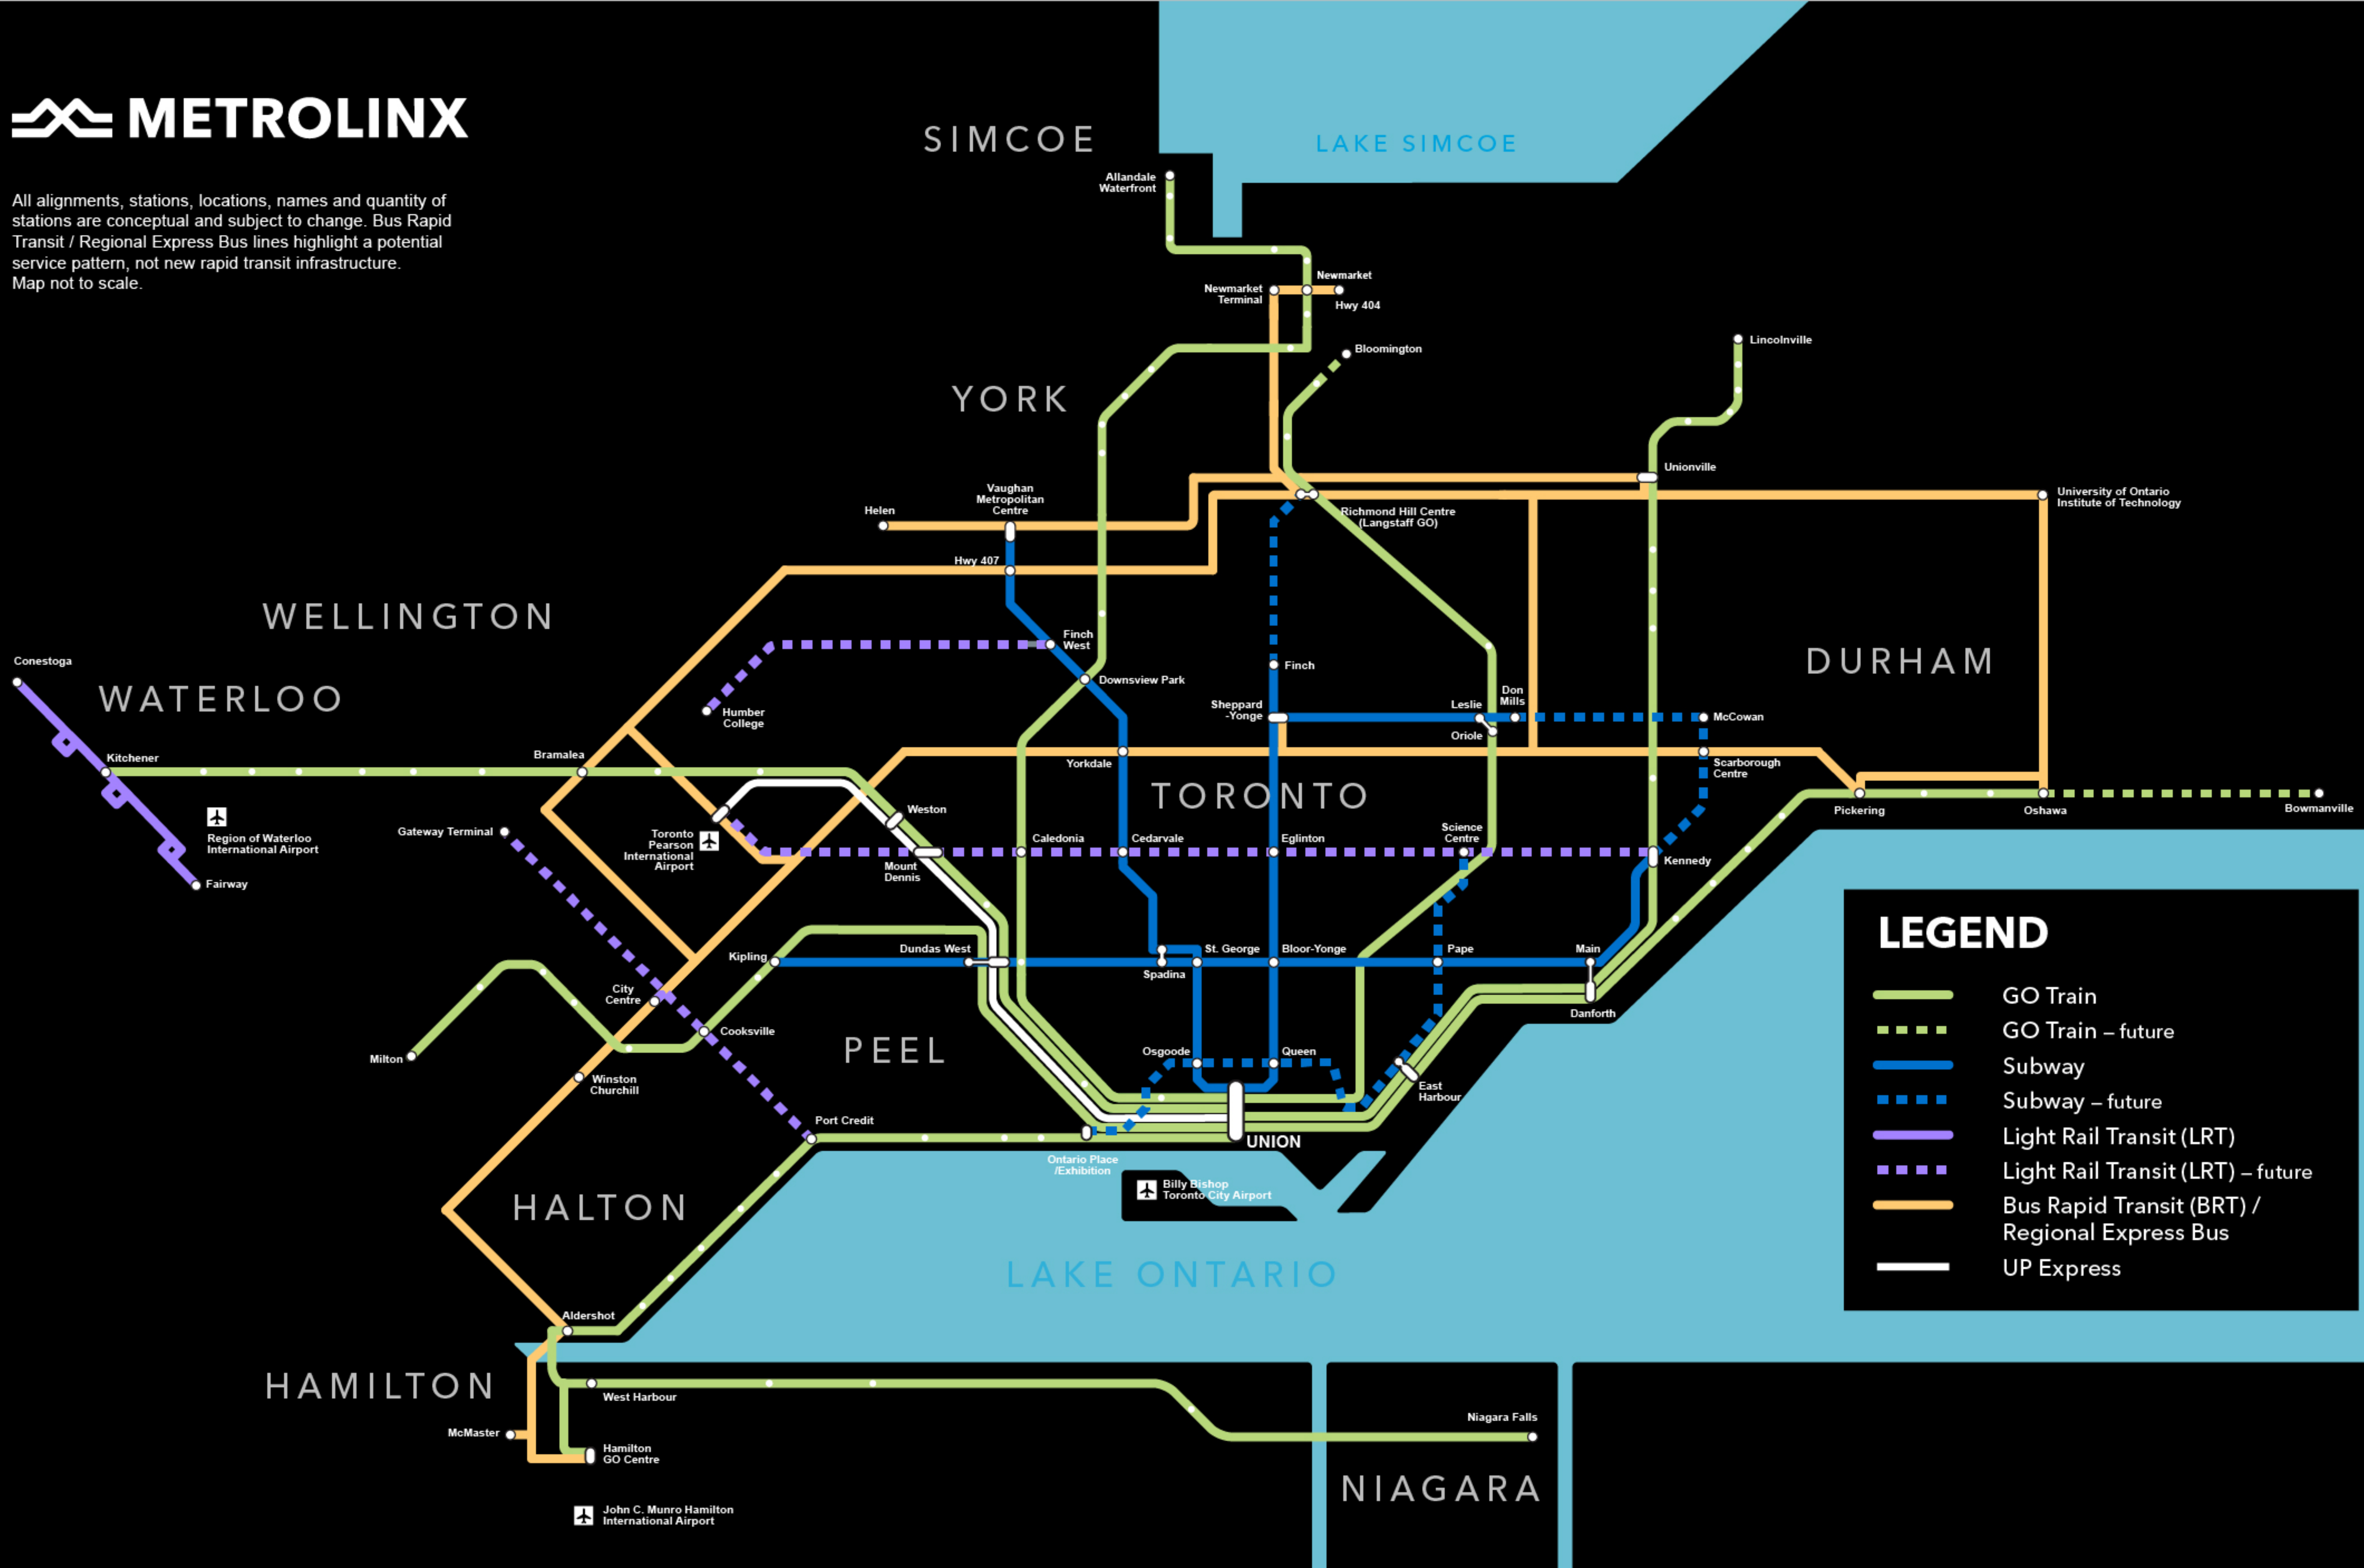 METROLINX
All alignments, stations, locations, names and quantity of
stations are conceptual and subject to change. Bus Rapid
Transit / Regional Express Bus lines highlight a potential
service pattern, not new rapid transit infrastructure.
Map not to scale.
SIMCOE
LAKE SIMCOE
Allandale
Waterfront
Newmarket
Newmarket
Terminal
Hwy 404
Bloomington
Lincolnville
YORK
Unionville
Vaughan
Metropolitan
Centre
Helen
Richmond Hill Centre
(Langstaff GO)
University of Ontario
Institute of Technology
Hwy 407
WELLINGTON
Finch
West
Conestoga
WATERLOO
Downsview Park
Finch
DURHAM
Humber
College
Sheppard
-Yonge
Leslie
Don
Mills
McCowan
Oriole
Kitchener
Bramalea
Yorkdale
Scarborough
Centre
TORONTO
Weston
Pickering
Oshawa
Bowmanville
Region of Waterloo
International Airport
Gateway Terminal
Toronto
Pearson
International
Airport
Mount
Dennis
Caledonia
Cedarvale
Eglinton
Science
Centre
Kennedy
Fairway
Kipling
Dundas West
Spadina
St. George
Bloor-Yonge
Pape
Main
Danforth
City
Centre
Cooksville
Milton
PEEL
Osgoode
Queen
East
Harbour
Winston
Churchill
Port Credit
UNION
Ontario Place
/Exhibition
Billy Bishop
Toronto City Airport
HALTON
LAKE ONTARIO
Aldershot
HAMILTON
West Harbour
McMaster
Hamilton
GO Centre
Niagara Falls
NIAGARA
John C. Munro Hamilton
International Airport
LEGEND
GO Train
GO Train – future
Subway
Subway – future
Light Rail Transit (LRT)
Light Rail Transit (LRT) – future
Bus Rapid Transit (BRT) /
Regional Express Bus
UP Express